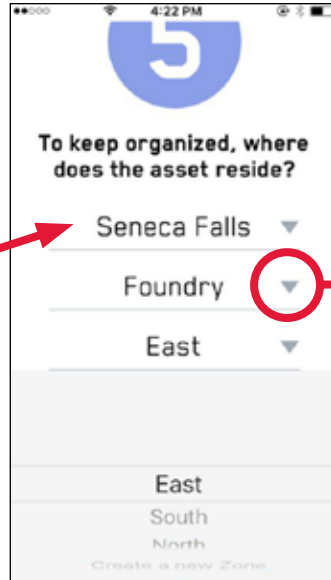 4:22 PM
5
To keep organized, where
does the asset reside?
Seneca Falls
Foundry
East
East
South
North
Create a new Zone